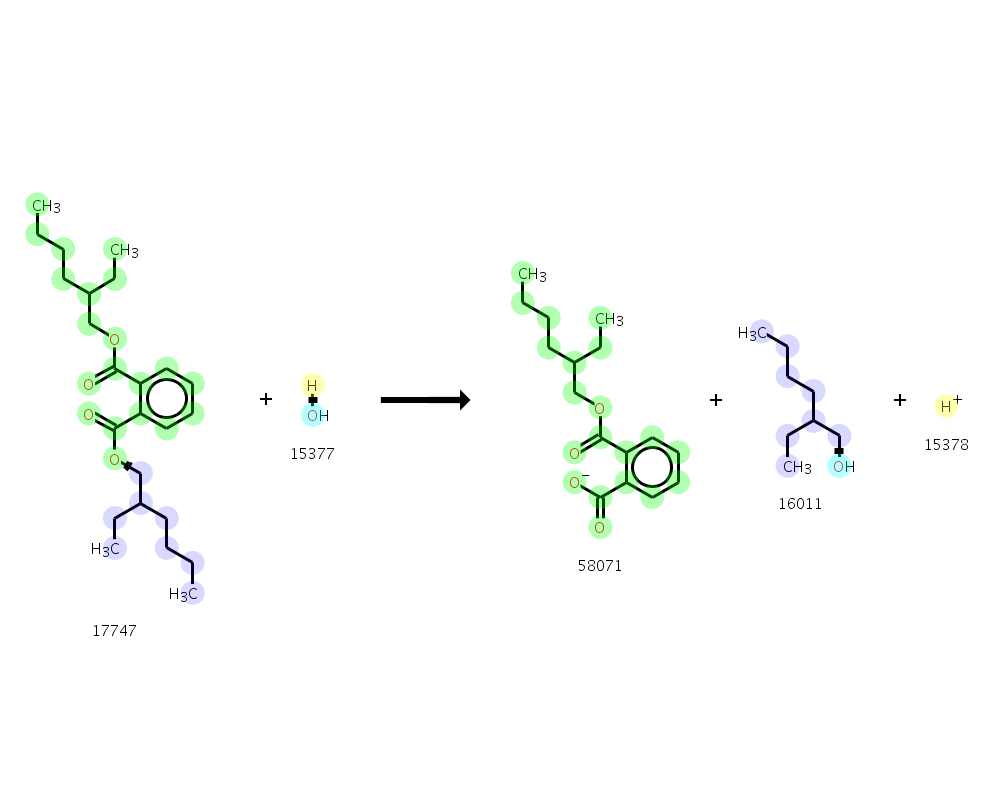 CH3
CH3
O
O
O
O
H3C
H3C
17747
+
H
OH
15377
CH3
CH3
O
O
O−
O
58071
+
H3C
CH3
OH
16011
+
H+
15378